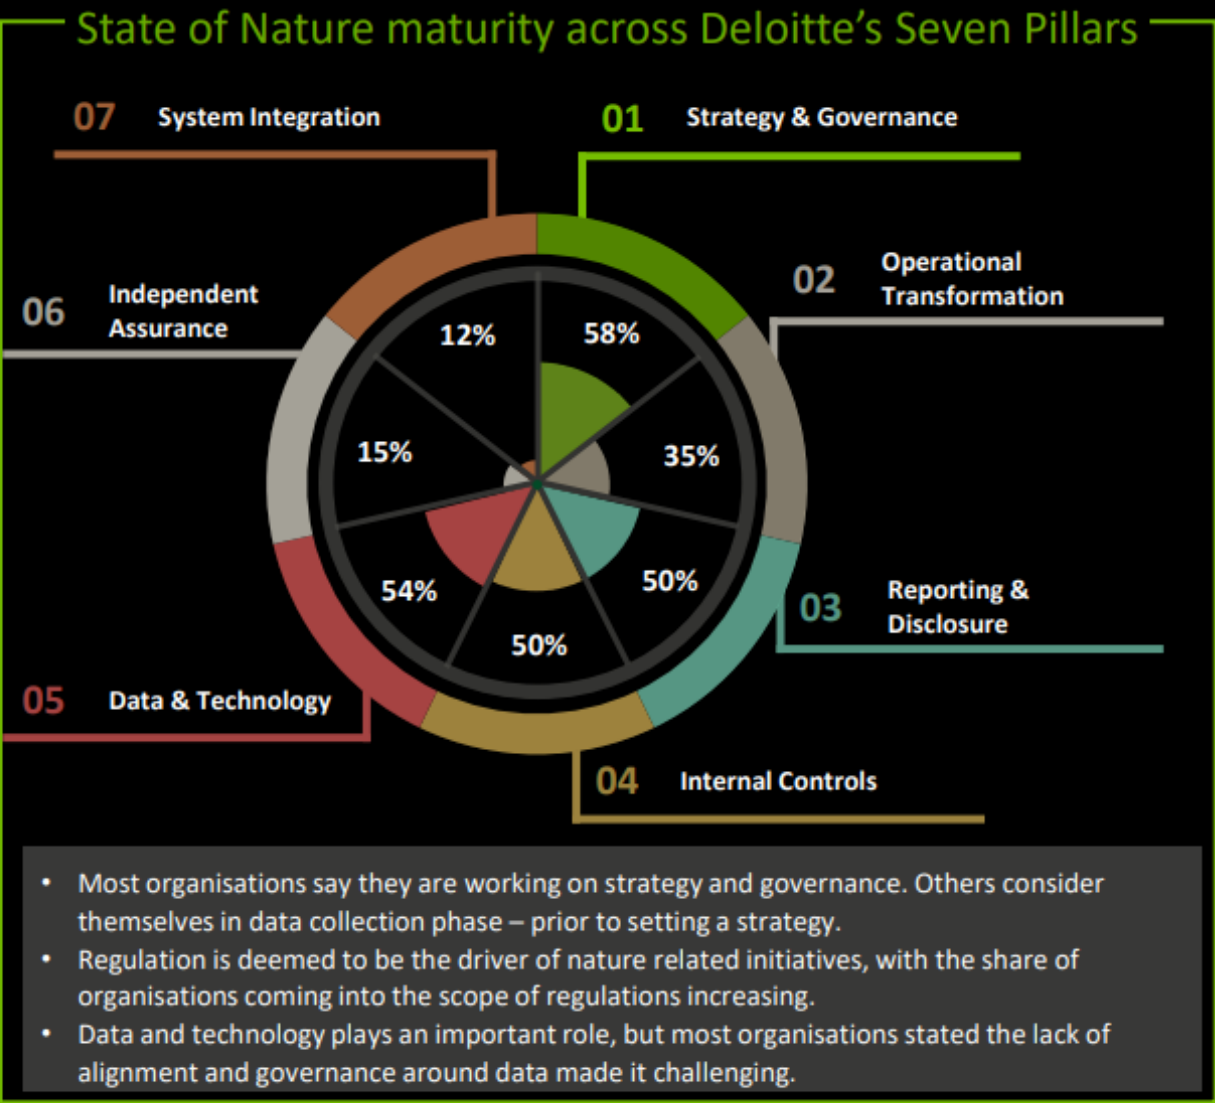 State of Nature maturity across Deloitte's Seven Pillars
07 System Integration
01 Strategy & Governance
02 Operational
Transformation
06 Independent
Assurance
12%
58%
15%
35%
54%
50%
50%
03 Reporting &
Disclosure
05 Data & Technology
04 Internal Controls
• Most organisations say they are working on strategy and governance. Others consider
themselves in data collection phase – prior to setting a strategy.
• Regulation is deemed to be the driver of nature related initiatives, with the share of
organisations coming into the scope of regulations increasing.
• Data and technology plays an important role, but most organisations stated the lack of
alignment and governance around data made it challenging.